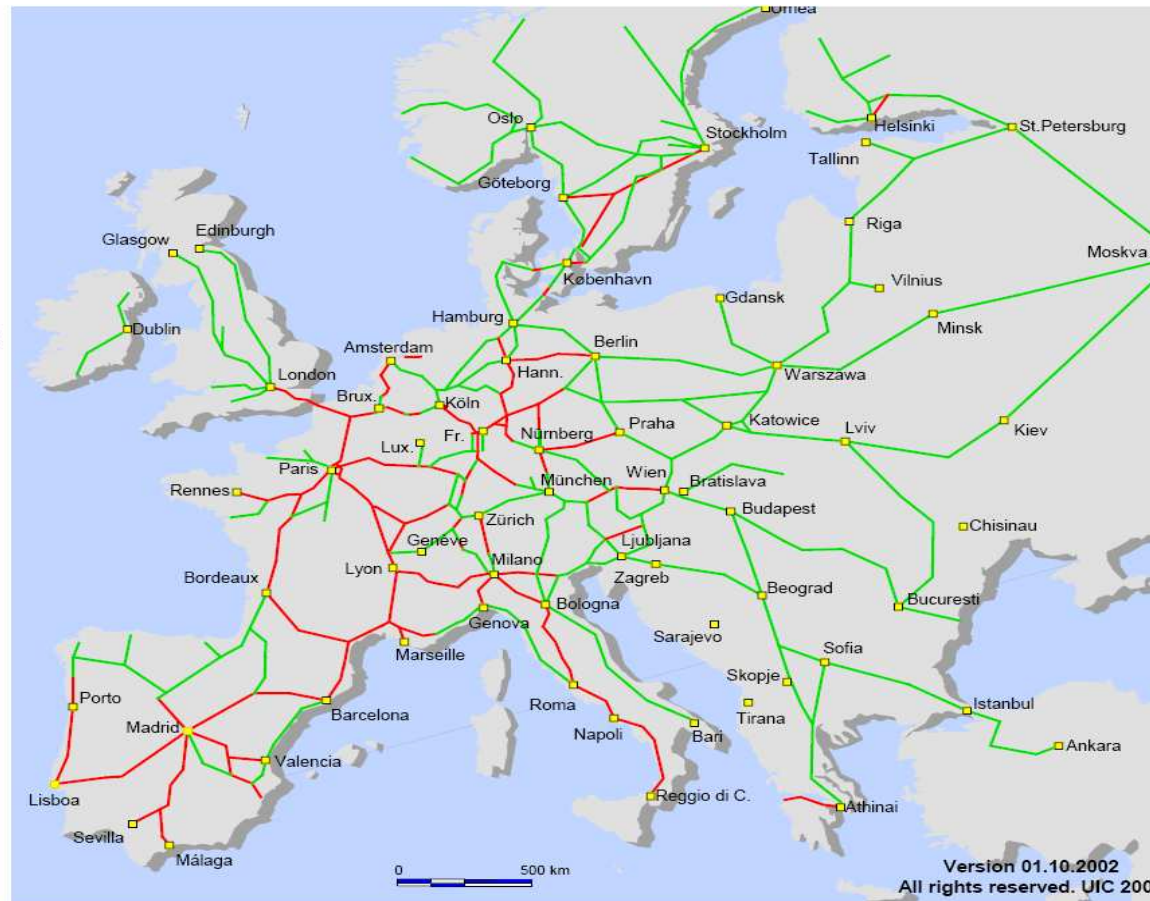 Umea
Oslo
Stockholm
Helsinki
St.Petersburg
Tallinn
Göteborg
Riga
Glasgow
Edinburgh
Moskva
København
Vilnius
Gdansk
Minsk
Dublin
Hamburg
Amsterdam
Berlin
Hann.
Warszawa
London
Brux.
Köln
Katowice
Lviv
Kiev
Fr.
Nürnberg
Praha
Lux.
Paris
Wien
München
Bratislava
Rennes
Budapest
Zürich
Chisinau
Genève
Ljubljana
Milano
Lyon
Zagreb
Bordeaux
Beograd
Bucuresti
Bologna
Genova
Sarajevo
Marseille
Sofia
Skopje
Porto
Roma
Tirana
Istanbul
Barcelona
Madrid
Napoli
Bari
Ankara
Valencia
Lisboa
Reggio di C.
Athinai
Sevilla
Málaga
0 500 km
Version 01.10.2002
All rights reserved. UIC 200